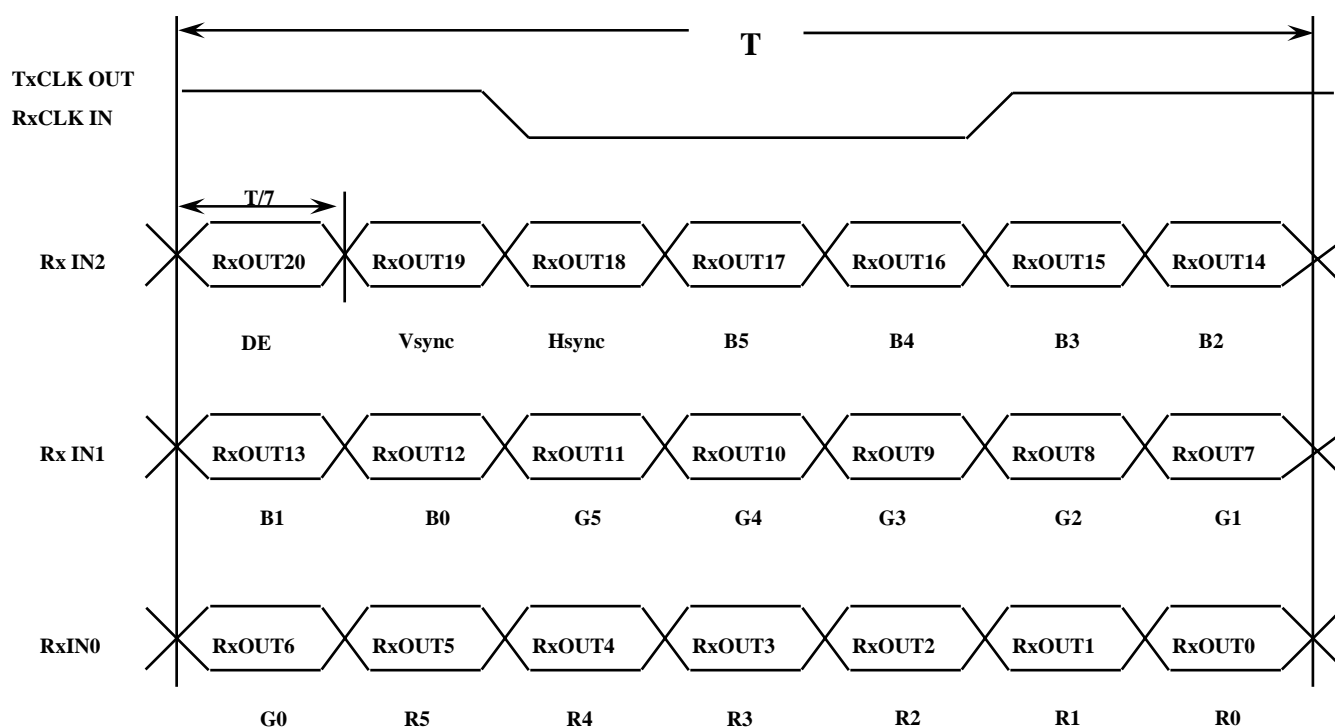 T
TxCLK OUT
RxCLK IN
T/7
Rx IN2 RxOUT20 RxOUT19 RxOUT18 RxOUT17 RxOUT16 RxOUT15 RxOUT14
DE Vsync Hsync B5 B4 B3 B2
Rx IN1 RxOUT13 RxOUT12 RxOUT11 RxOUT10 RxOUT9 RxOUT8 RxOUT7
B1 B0 G5 G4 G3 G2 G1
RxIN0 RxOUT6 RxOUT5 RxOUT4 RxOUT3 RxOUT2 RxOUT1 RxOUT0
G0 R5 R4 R3 R2 R1 R0